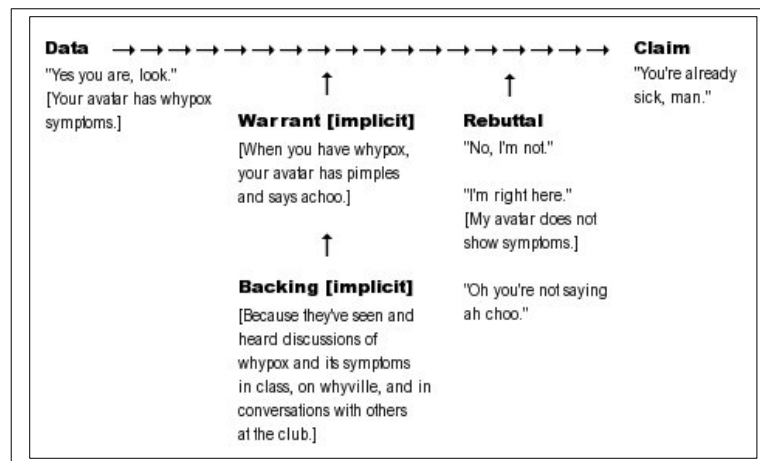 Data
Claim
"Yes you are, look."
[Your avatar has whypox
symptoms.]
"You're already
sick, man."
Warrant [implicit]
[When you have whypox,
your avatar has pimples
and says achoo.]
Rebuttal
"No, I'm not."
"I'm right here."
[My avatar does not
show symptoms.]
"Oh you're not saying
ah choo."
Backing [implicit]
[Because they've seen and
heard discussions of
whypox and its symptoms
in class, on whyville, and in
conversations with others
at the club.]